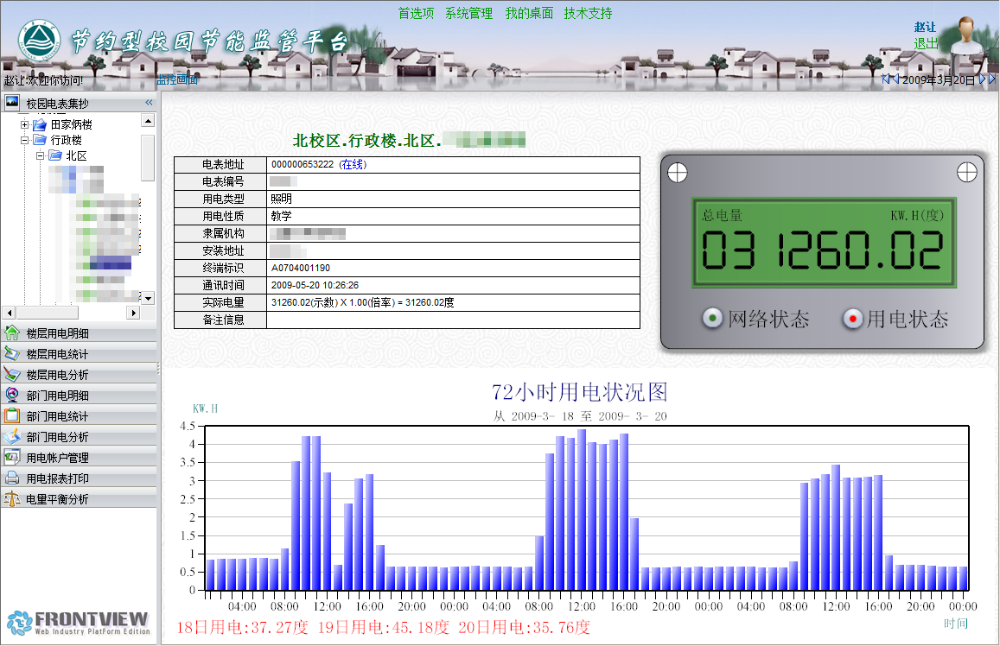 首选项 系统管理 我的桌面 技术支持
节约型校园节能监管平台
赵让
退出
赵让:欢迎你访问!
监控画面
2009年3月20日
校园电表集抄
田家炳楼
行政楼
北区
楼层用电明细
楼层用电统计
楼层用电分析
部门用电明细
部门用电统计
部门用电分析
用电帐户管理
用电报表打印
电量平衡分析
FRONTVIEW
Web Industry PlatForm Edition
北校区.行政楼.北区.
电表地址 000000653222 (在线)
电表编号
用电类型 照明
用电性质 教学
隶属机构
安装地址
终端标识 A0704001190
通讯时间 2009-05-20 10:26:26
实际电量 31260.02(示数) X 1.00(倍率) = 31260.02度
备注信息
总电量 KW.H(度)
031260.02
网络状态 用电状态
72小时用电状况图
从 2009-3- 18 至 2009- 3- 20
KW.H
4.5
4
3.5
3
2.5
2
1.5
1
0.5
0
04:00 08:00 12:00 16:00 20:00 00:00 04:00 08:00 12:00 16:00 20:00 00:00 04:00 08:00 12:00 16:00 20:00 00:00
时间
18日用电:37.27度 19日用电:45.18度 20日用电:35.76度